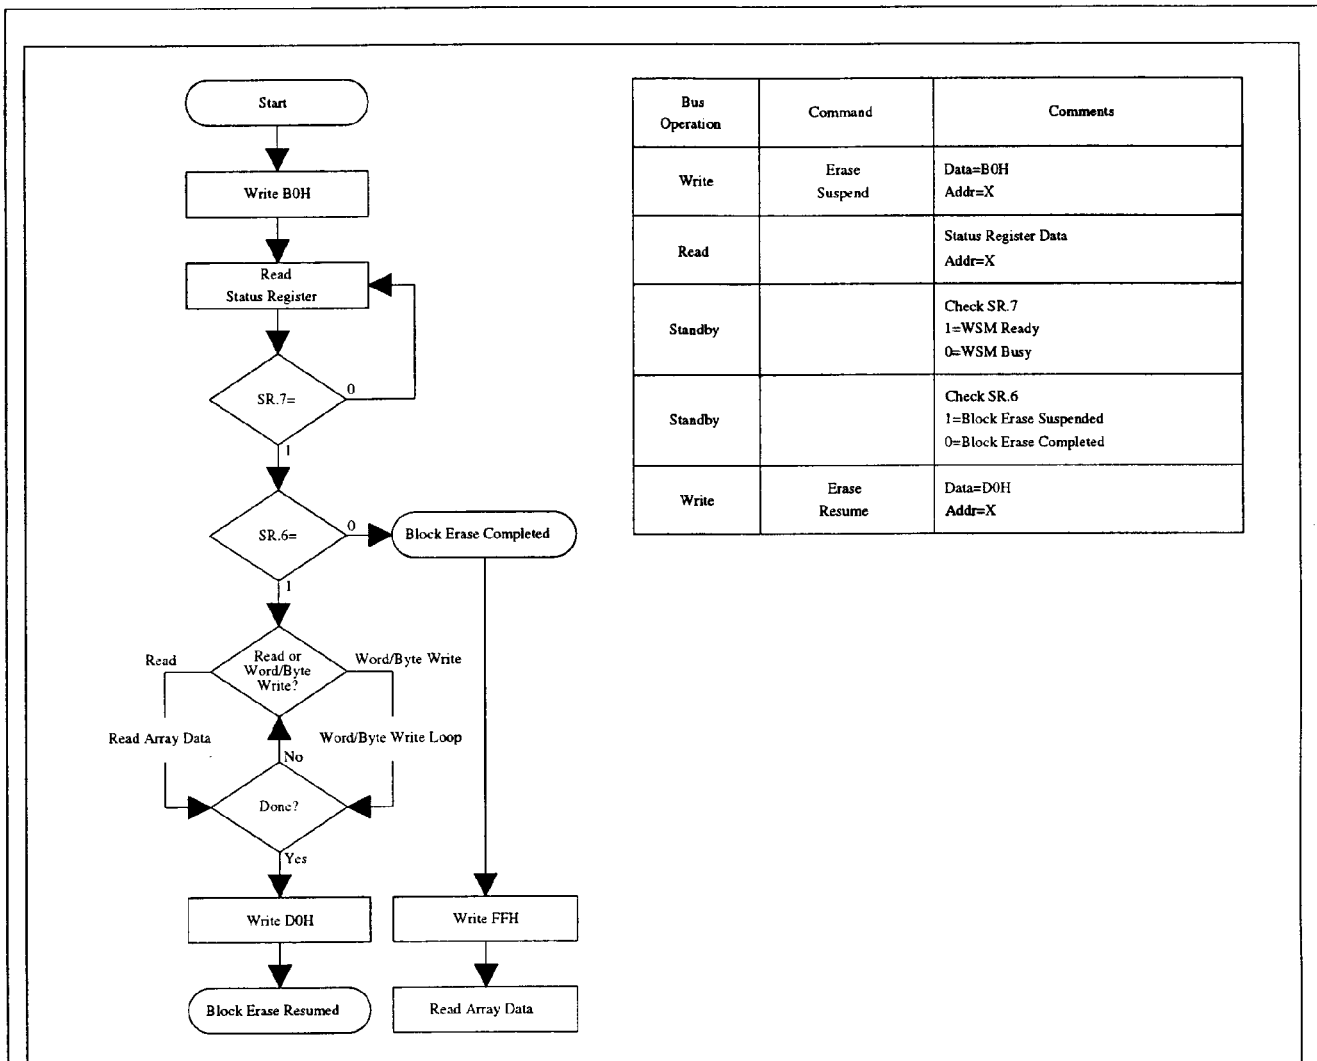 Start
Write B0H
Read
Status Register
SR.7=
0
1
SR.6=
0
Block Erase Completed
1
Read
Read or
Word/Byte
Write?
Word/Byte Write
Read Array Data
Word/Byte Write Loop
No
Done?
Yes
Write D0H
Write FFH
Block Erase Resumed
Read Array Data
Bus
Operation
Command
Comments
Write
Erase
Suspend
Data=B0H
Addr=X
Read
Status Register Data
Addr=X
Standby
Check SR.7
1=WSM Ready
0=WSM Busy
Standby
Check SR.6
1=Block Erase Suspended
0=Block Erase Completed
Write
Erase
Resume
Data=D0H
Addr=X